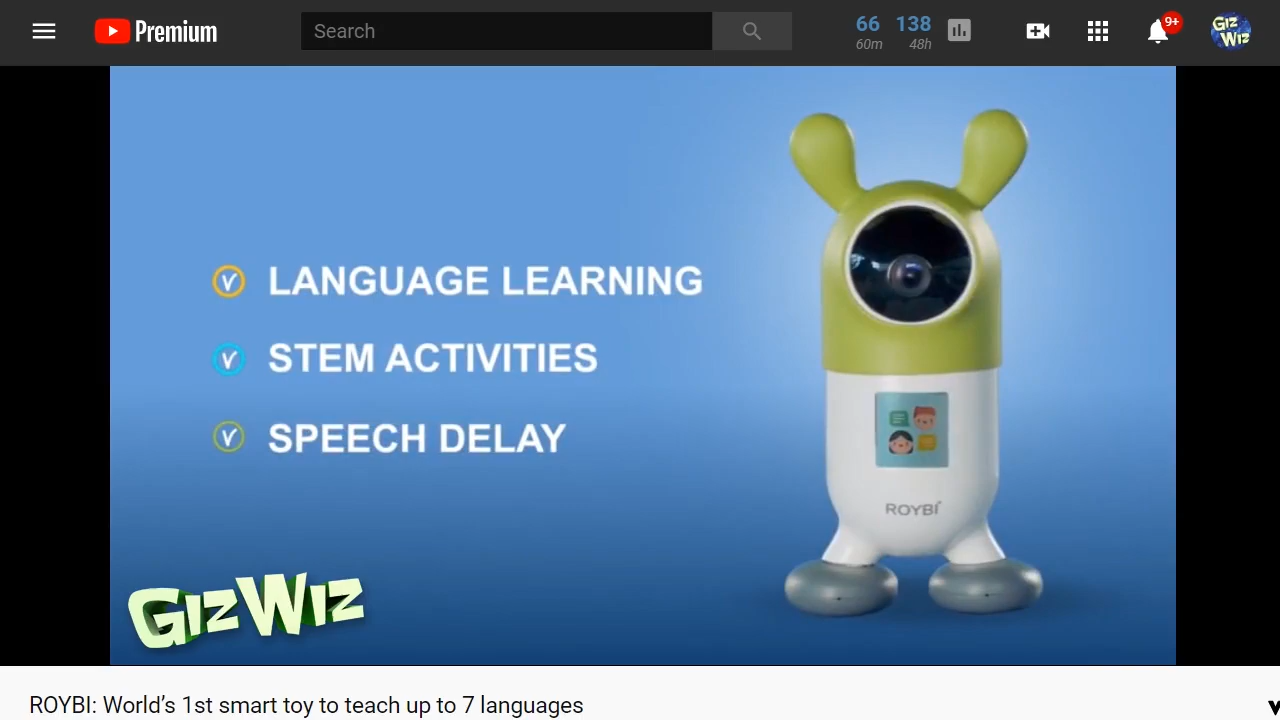 Premium
Search
66 138
60m 48h
9+
GIZ
WIZ
LANGUAGE LEARNING
STEM ACTIVITIES
SPEECH DELAY
ROYBI
GIZWIZ
ROYBI: World’s 1st smart toy to teach up to 7 languages